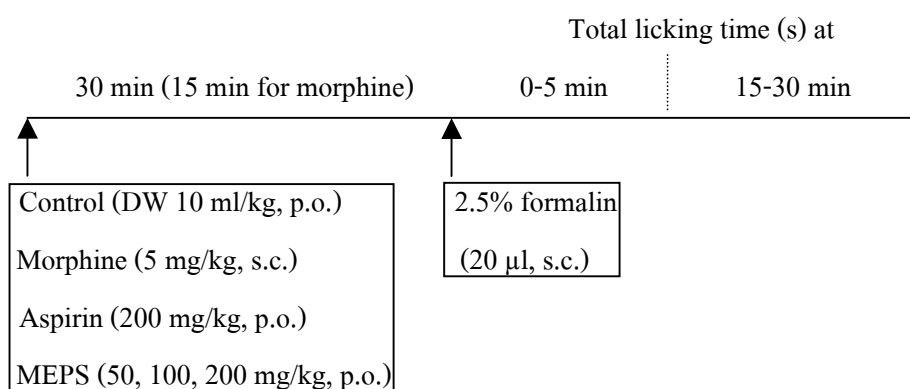 Total licking time (s) at
30 min (15 min for morphine)
0-5 min
15-30 min
Control (DW 10 ml/kg, p.o.)
Morphine (5 mg/kg, s.c.)
Aspirin (200 mg/kg, p.o.)
MEPS (50, 100, 200 mg/kg, p.o.)
2.5% formalin
(20 µl, s.c.)